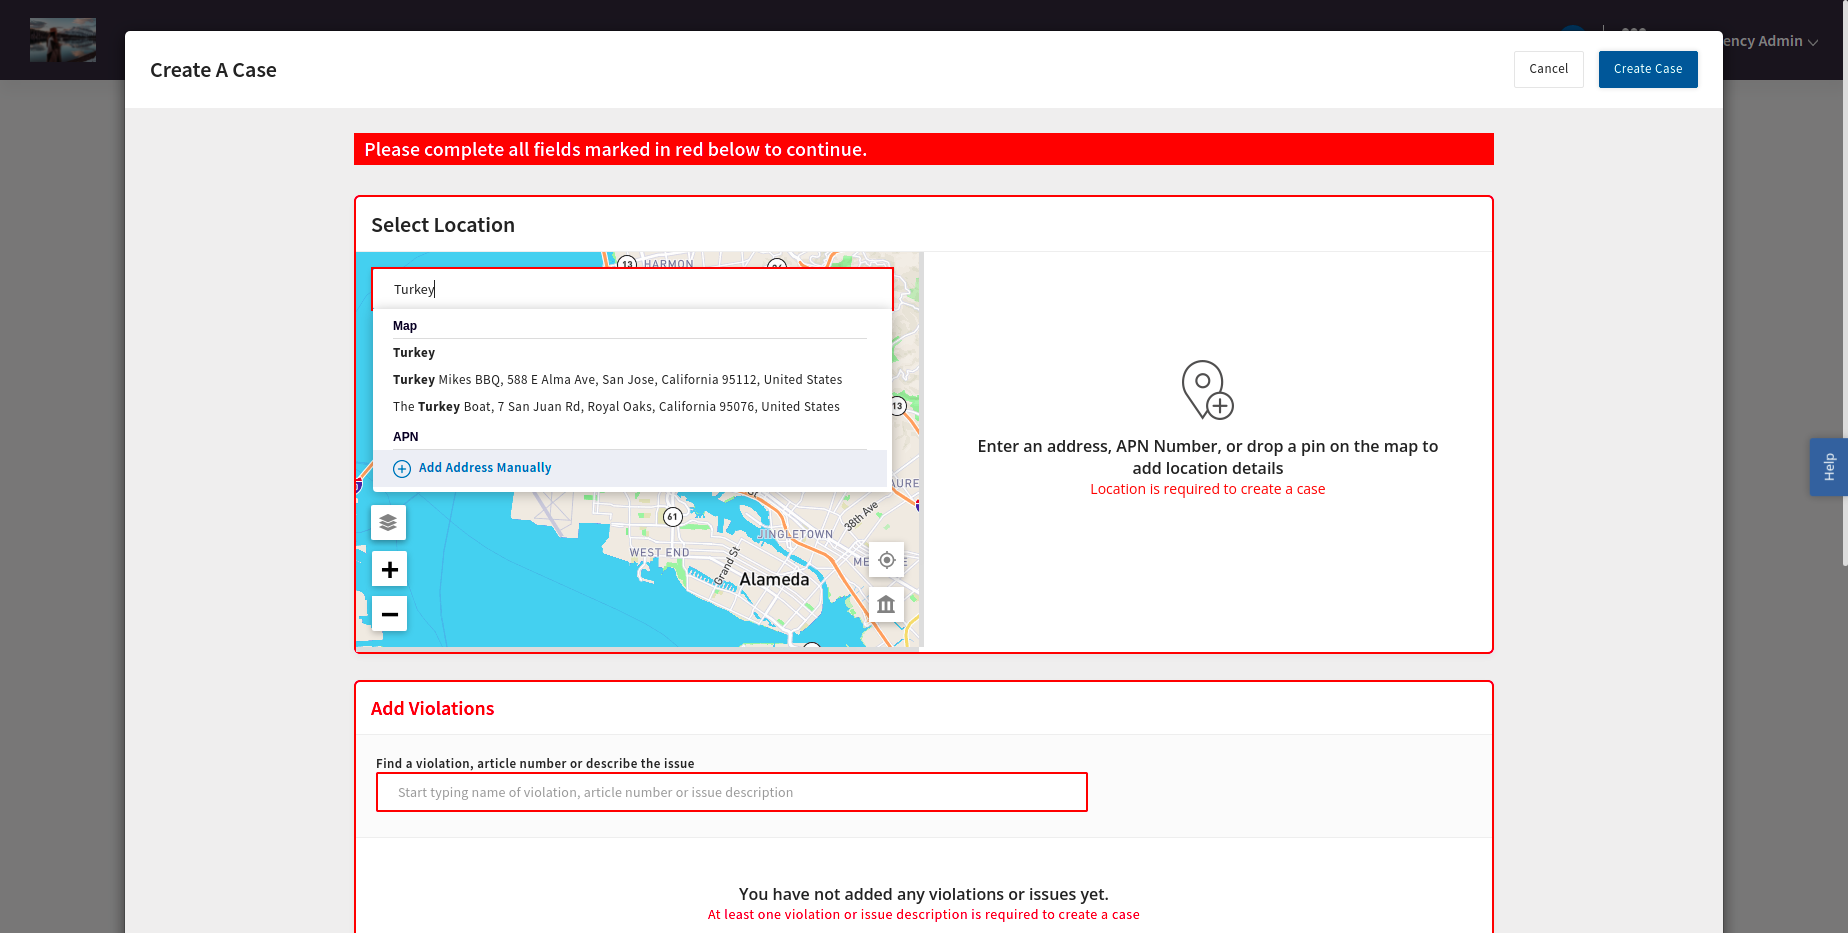 ency Admin
Create A Case
Cancel
Create Case
Please complete all fields marked in red below to continue.
Select Location
13
HARMON
Turkey
Map
Turkey
Turkey Mikes BBQ, 588 E Alma Ave, San Jose, California 95112, United States
The Turkey Boat, 7 San Juan Rd, Royal Oaks, California 95076, United States
13
APN
Add Address Manually
AURE
61
38th Ave
JINGLETOWN
WEST END
Grand St
ME
E
Alameda
Enter an address, APN Number, or drop a pin on the map to
add location details
Location is required to create a case
Help
Add Violations
Find a violation, article number or describe the issue
Start typing name of violation, article number or issue description
You have not added any violations or issues yet.
At least one violation or issue description is required to create a case